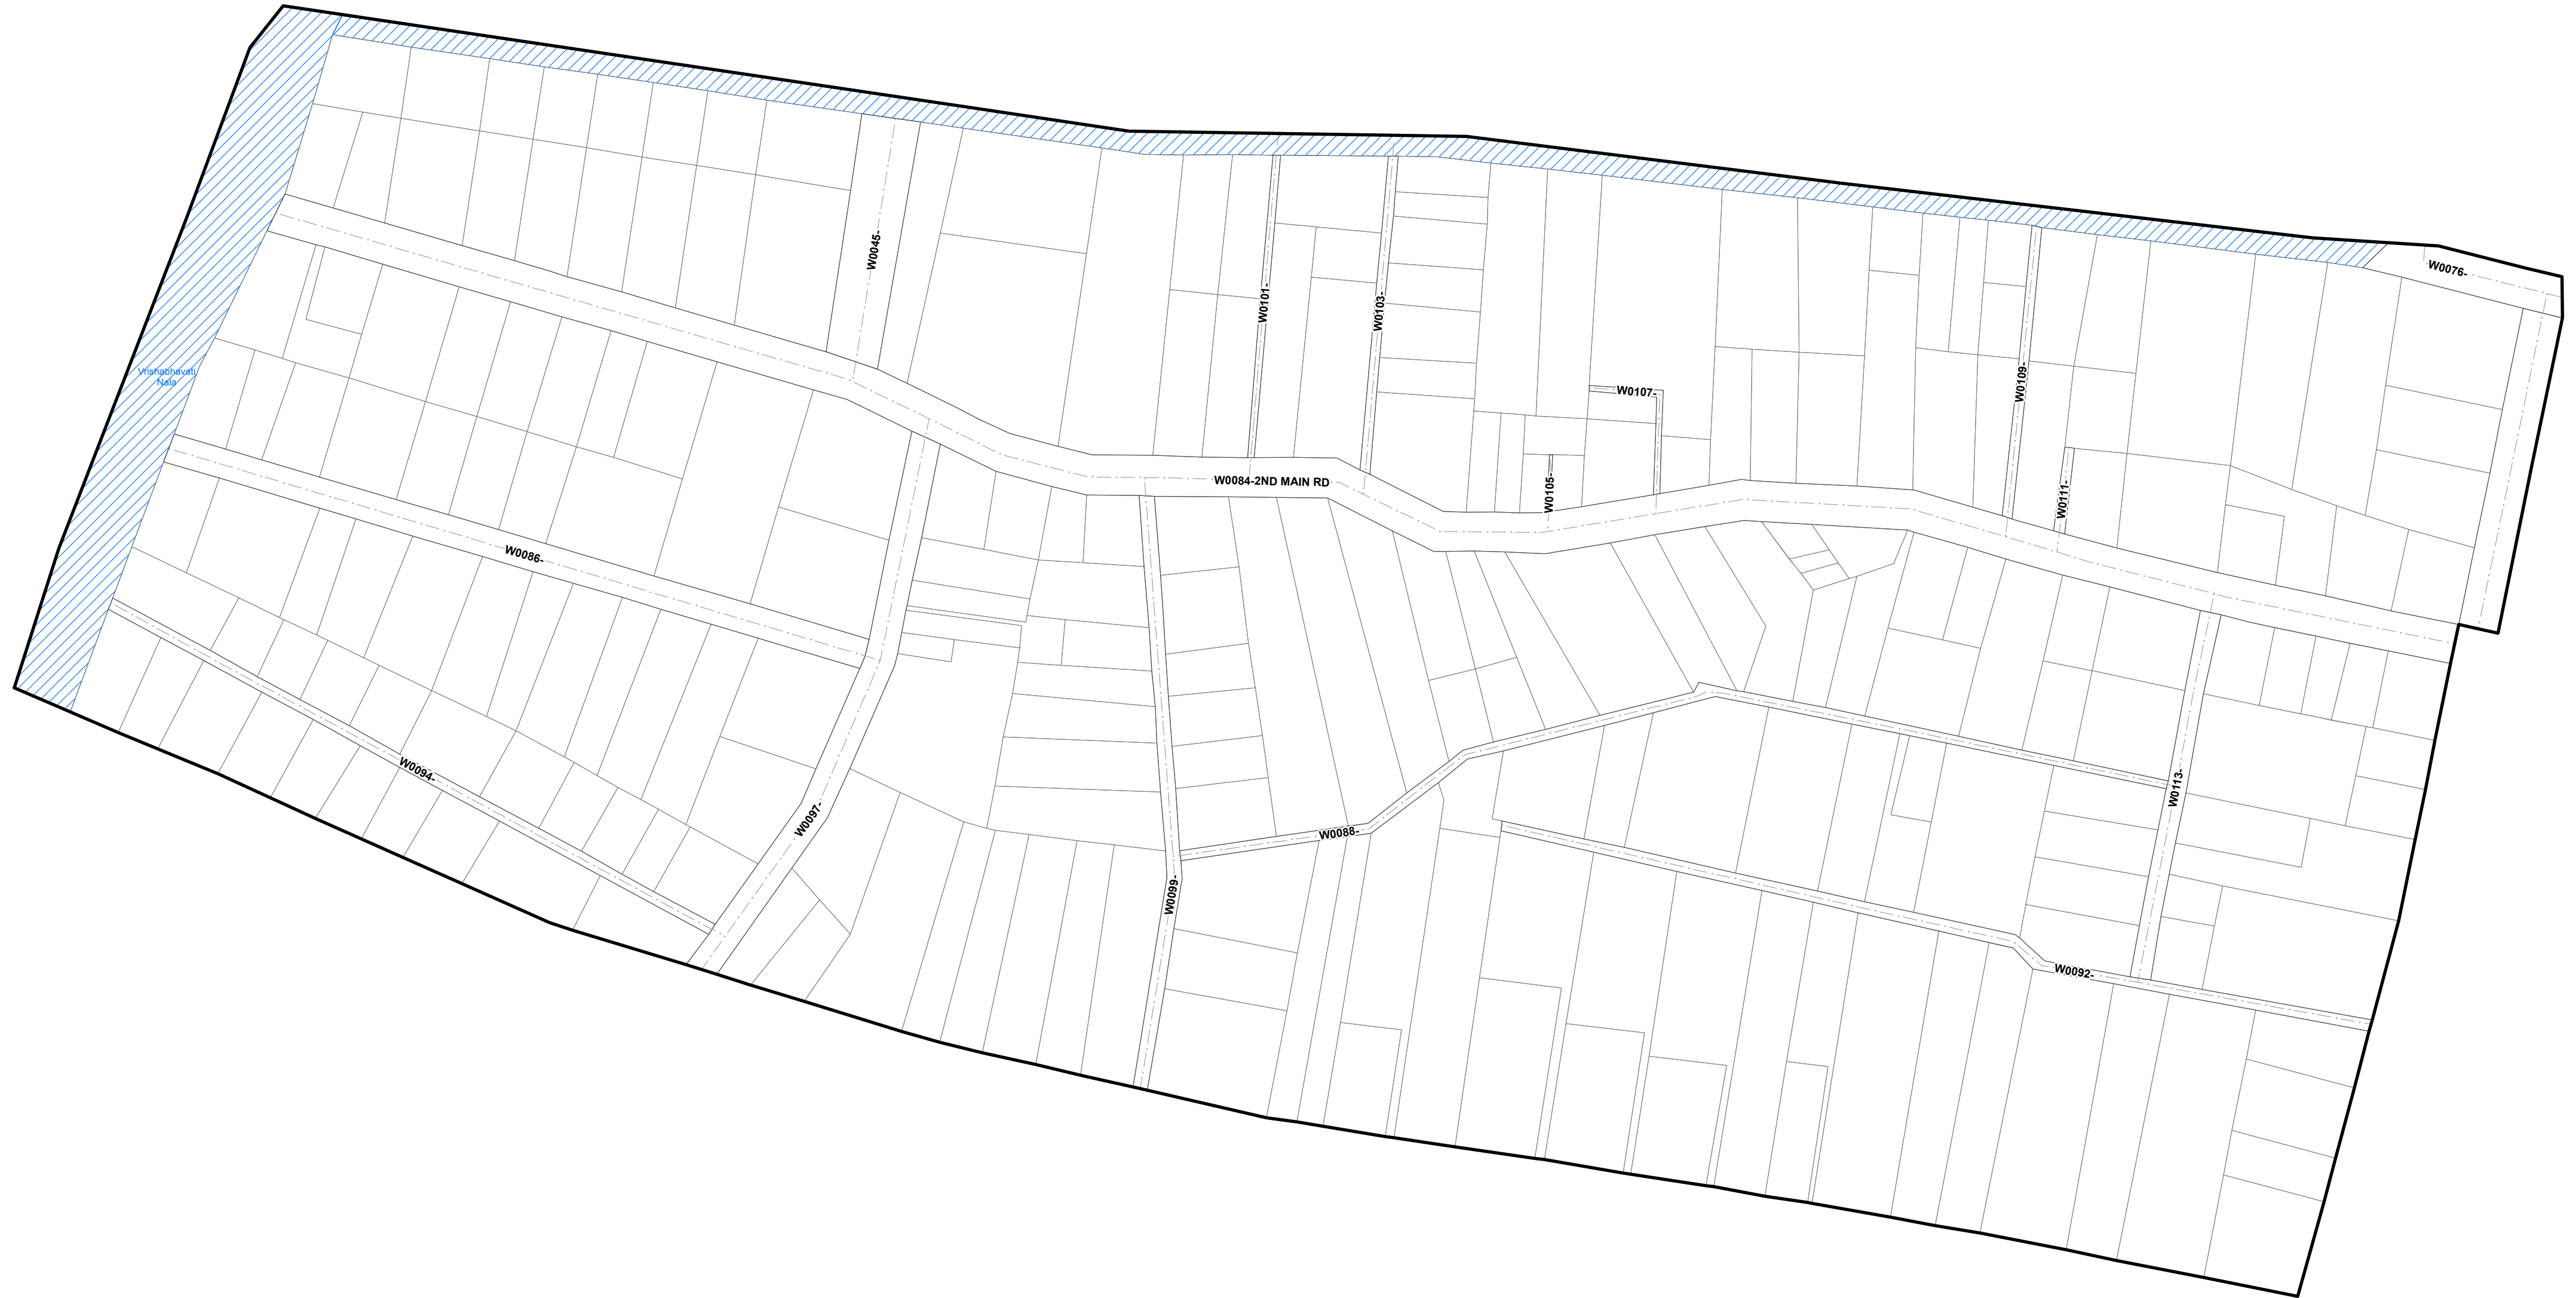 W0045-
W0076-
W0101-
W0103-
Vrishabhavati
Nala
W0109-
W0107-
W0084-2ND MAIN RD
W0105-
W0111-
W0086-
W0094-
W0113-
W0097-
W0088-
W0099-
W0092-